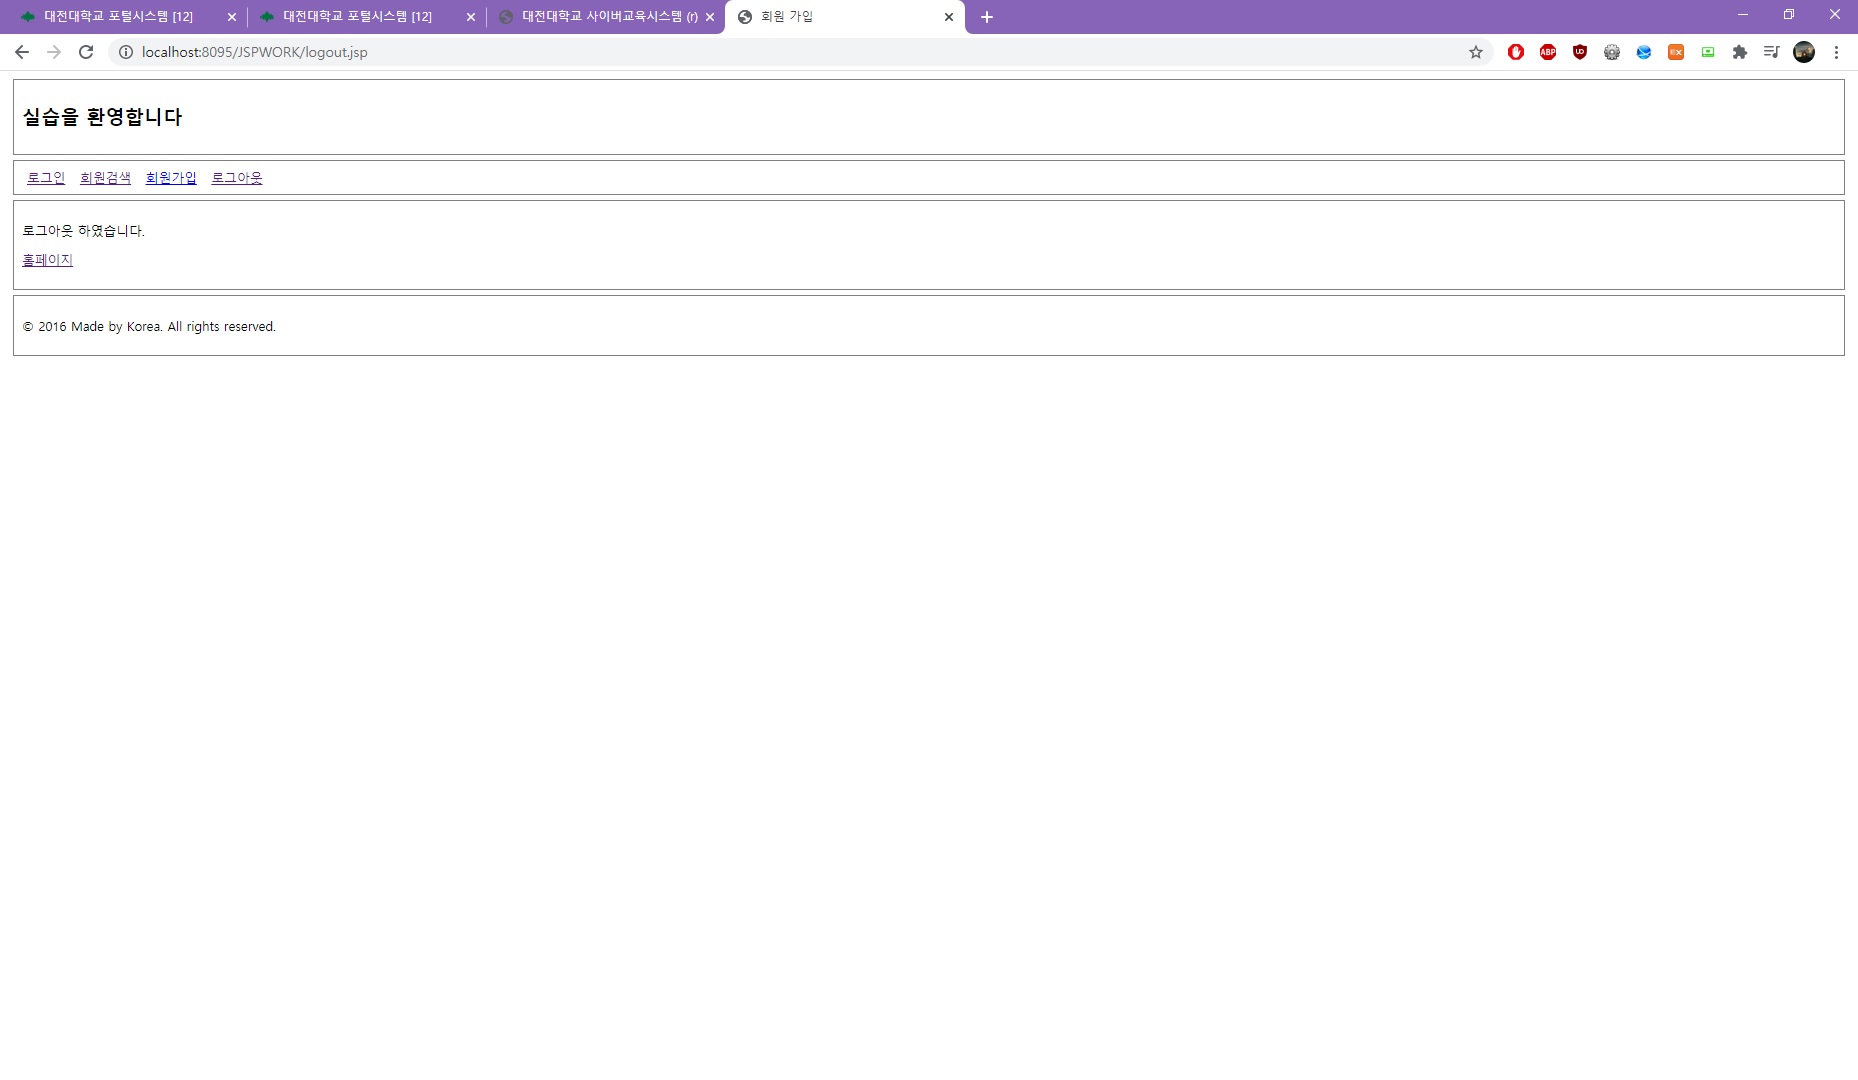 대전대학교 포털시스템 [12]
대전대학교 포털시스템 [12]
대전대학교 사이버교육시스템 (r)
회원 가입
localhost:8095/JSPWORK/logout.jsp
ABP
실습을 환영합니다
로그인 회원검색 회원가입 로그아웃
로그아웃 하였습니다.
홈페이지
© 2016 Made by Korea. All rights reserved.